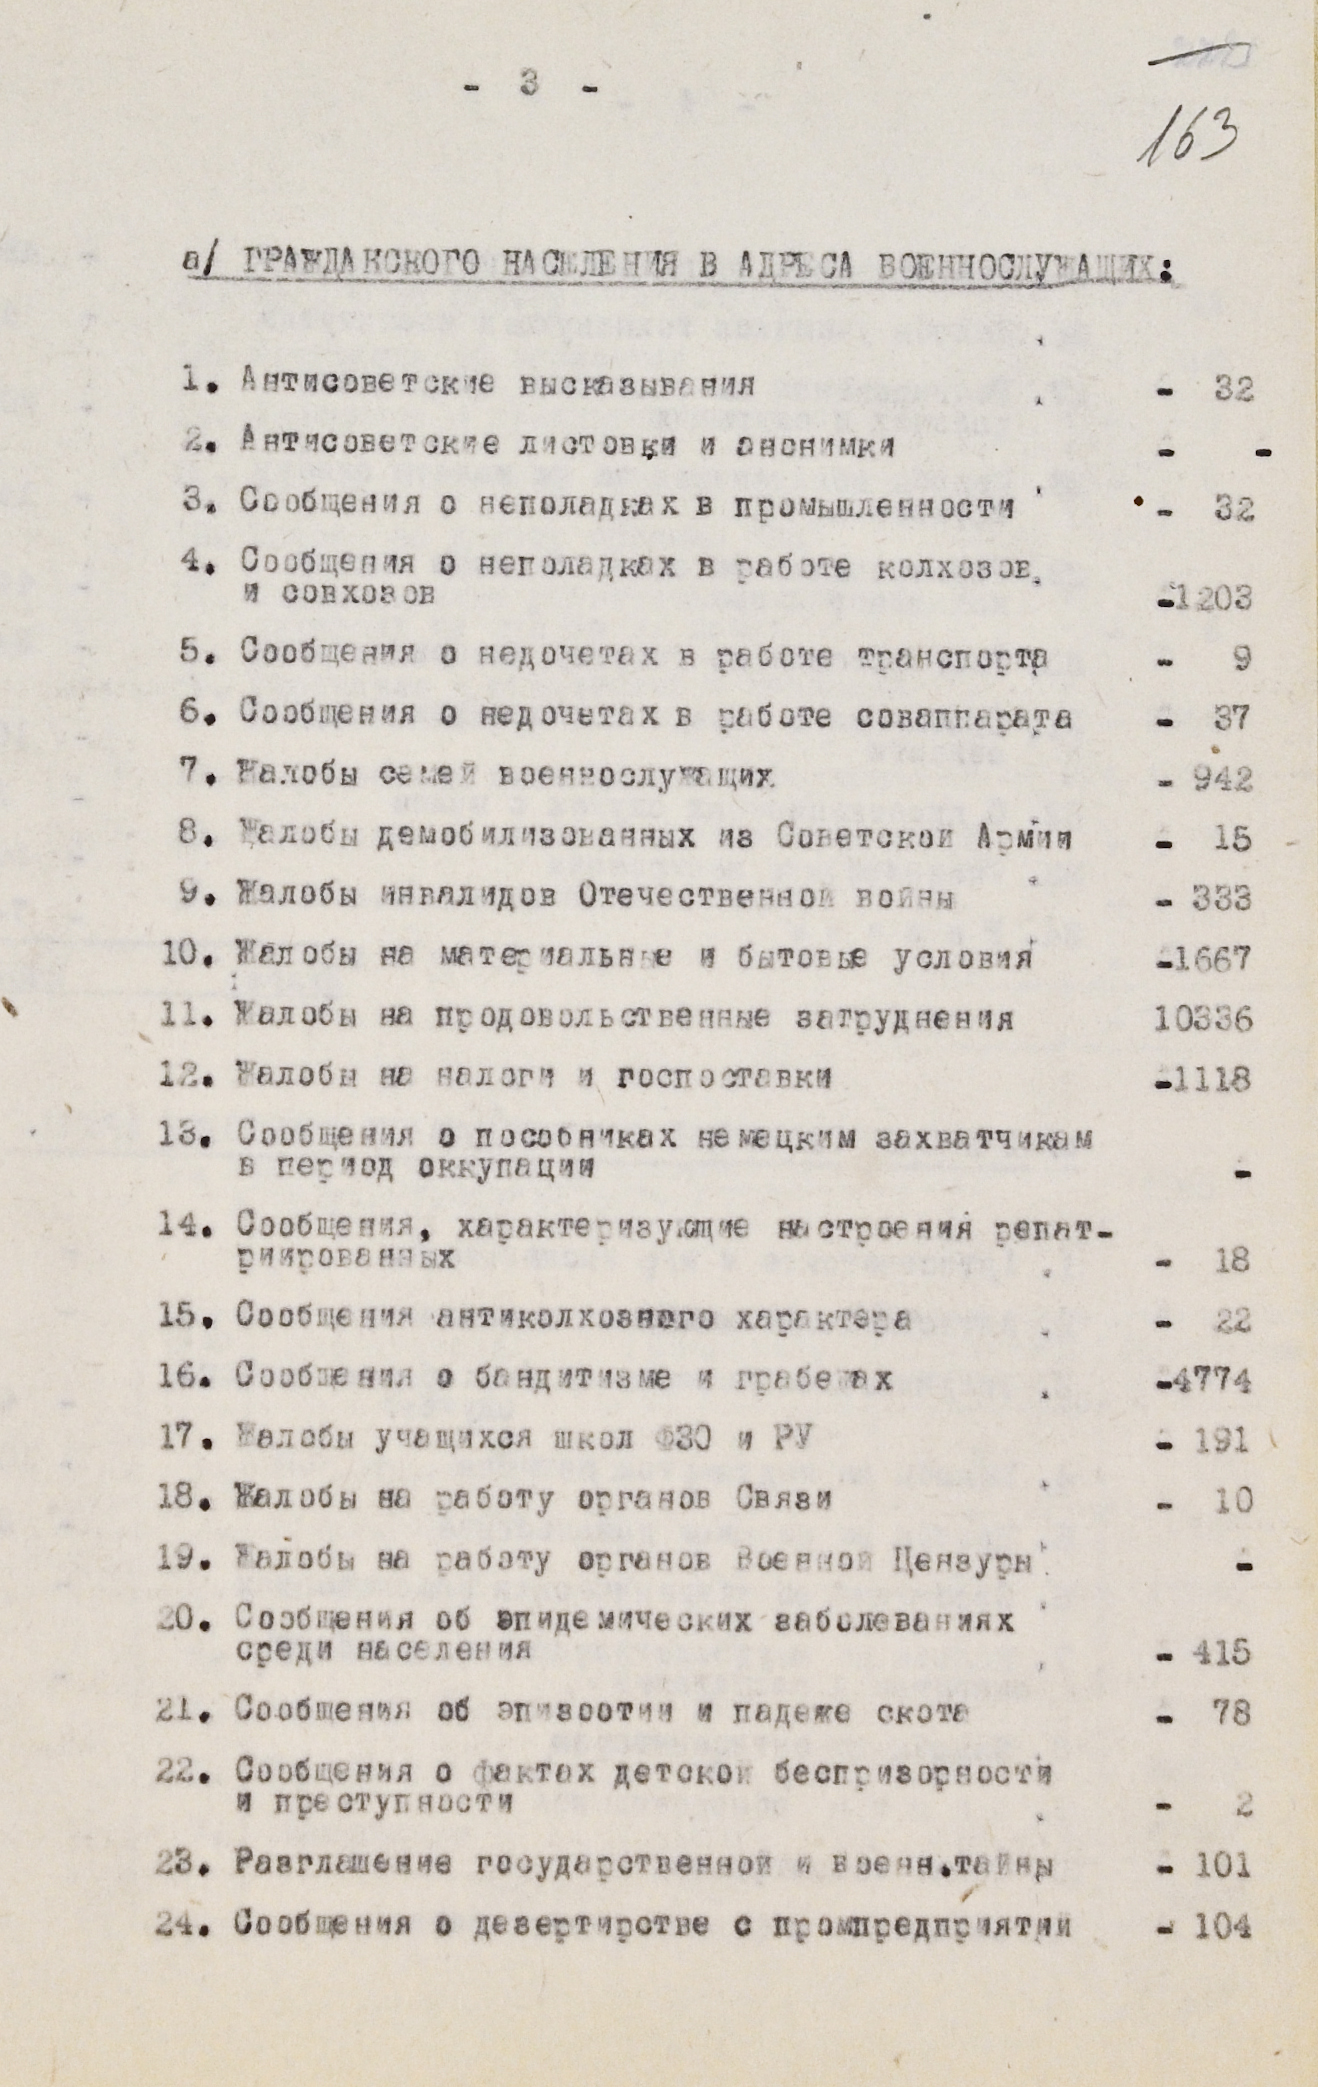 - 3 -
163
а/ ГРАЖДАНСКОГО НАСЕЛЕНИЯ В АДРЕСА ВОЕННОСЛУЖАЩИХ:
1. Антисоветские высказывания - 32
2. Антисоветские листовки и анонимки - -
3. Сообщения о неполадках в промышленности - 32
4. Сообщения о неполадках в работе колхозов
и совхозов -1203
5. Сообщения о недочетах в работе транспорта - 9
6. Сообщения о недочетах в работе соваппарата - 37
7. Жалобы семей военнослужащих - 942
8. Жалобы демобилизованных из Советской Армии - 15
9. Жалобы инвалидов Отечественной войны - 333
10. Жалобы на материальные и бытовые условия -1667
11. Жалобы на продовольственные затруднения 10336
12. Жалобы на налоги и госпоставки -1118
13. Сообщения о пособниках немецким захватчикам
в период оккупации -
14. Сообщения, характеризующие настроения репат-
риированных - 18
15. Сообщения антиколхозного характера - 22
16. Сообщения о бандитизме и грабежах -4774
17. Жалобы учащихся школ ФЗО и РУ - 191
18. Жалобы на работу органов Связи - 10
19. Жалобы на работу органов Военной Цензуры -
20. Сообщения об эпидемических заболеваниях
среди населения - 415
21. Сообщения об эпизоотии и падеже скота - 78
22. Сообщения о фактах детской беспризорности
и преступности - 2
23. Разглашение государственной и военн.тайны - 101
24. Сообщения о дезертирстве с промпредприятий - 104